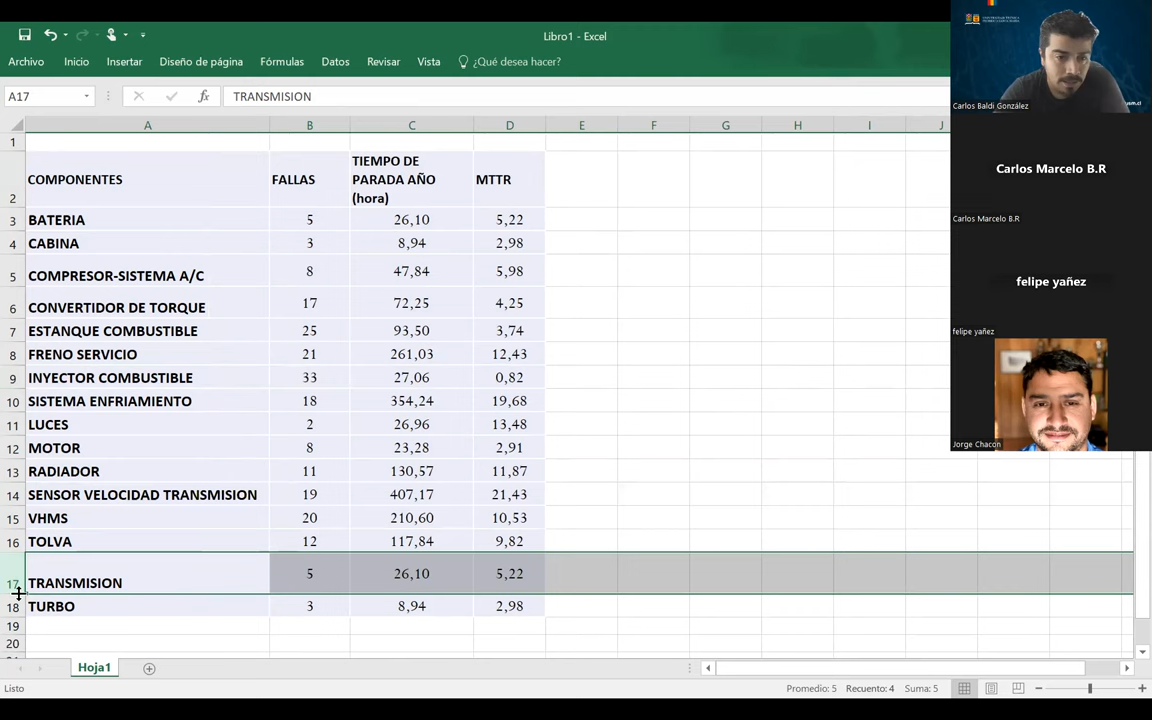 Libro1 - Excel
Archivo Inicio Insertar Diseño de página Fórmulas Datos Revisar Vista ¿Qué desea hacer?
A17 fx TRANSMISION
A B C D E F G H I J
1
2 COMPONENTES FALLAS TIEMPO DE PARADA AÑO (hora) MTTR
3 BATERIA 5 26,10 5,22
4 CABINA 3 8,94 2,98
5 COMPRESOR-SISTEMA A/C 8 47,84 5,98
6 CONVERTIDOR DE TORQUE 17 72,25 4,25
7 ESTANQUE COMBUSTIBLE 25 93,50 3,74
8 FRENO SERVICIO 21 261,03 12,43
9 INYECTOR COMBUSTIBLE 33 27,06 0,82
10 SISTEMA ENFRIAMIENTO 18 354,24 19,68
11 LUCES 2 26,96 13,48
12 MOTOR 8 23,28 2,91
13 RADIADOR 11 130,57 11,87
14 SENSOR VELOCIDAD TRANSMISION 19 407,17 21,43
15 VHMS 20 210,60 10,53
16 TOLVA 12 117,84 9,82
17 TRANSMISION 5 26,10 5,22
18 TURBO 3 8,94 2,98
19
20
Hoja1
Listo Promedio: 5 Recuento: 4 Suma: 5
usm.cl
Carlos Baldi González
Carlos Marcelo B.R
Carlos Marcelo B.R
felipe yañez
felipe yañez
Jorge Chacon